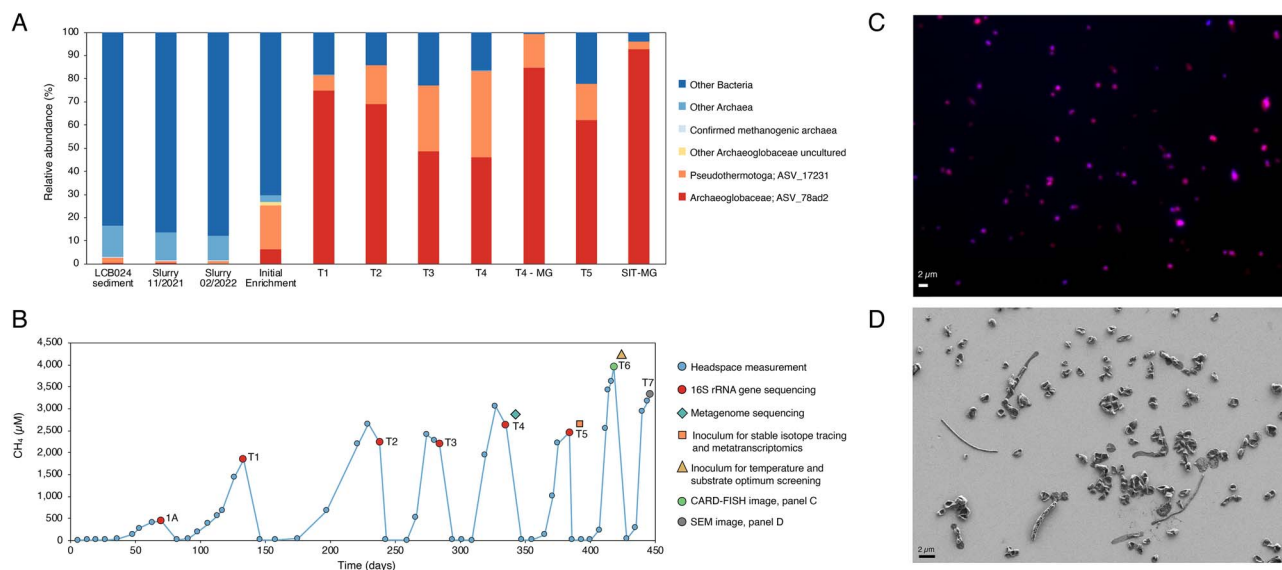 A
100
90
80
70
60
50
40
30
20
10
0
Relative abundance (%)
LCB024
sediment
Slurry
11/2021
Slurry
02/2022
Initial
Enrichment
T1
T2
T3
T4
T4 - MG
T5
SIT-MG
Other Bacteria
Other Archaea
Confirmed methanogenic archaea
Other Archaeoglobaceae uncultured
Pseudothermotoga; ASV_17231
Archaeoglobaceae; ASV_78ad2
B
4,500
4,000
3,500
3,000
2,500
2,000
1,500
1,000
500
0
CH₄ (µM)
1A
T1
T2
T3
T4
T5
T6
T7
0
50
100
150
200
250
300
350
400
450
Time (days)
Headspace measurement
16S rRNA gene sequencing
Metagenome sequencing
Inoculum for stable isotope tracing
and metatranscriptomics
Inoculum for temperature and
substrate optimum screening
CARD-FISH image, panel C
SEM image, panel D
C
2 µm
D
2 µm